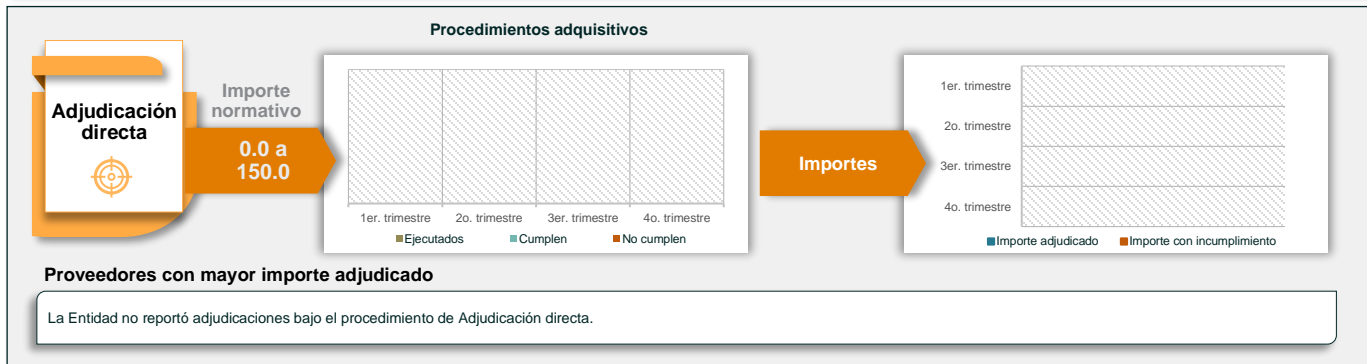 Procedimientos adquisitivos
Adjudicación
directa
Importe
normativo
0.0 a
150.0
1er. trimestre 2o. trimestre 3er. trimestre 4o. trimestre
Ejecutados Cumplen No cumplen
Importes
1er. trimestre
2o. trimestre
3er. trimestre
4o. trimestre
Importe adjudicado Importe con incumplimiento
Proveedores con mayor importe adjudicado
La Entidad no reportó adjudicaciones bajo el procedimiento de Adjudicación directa.